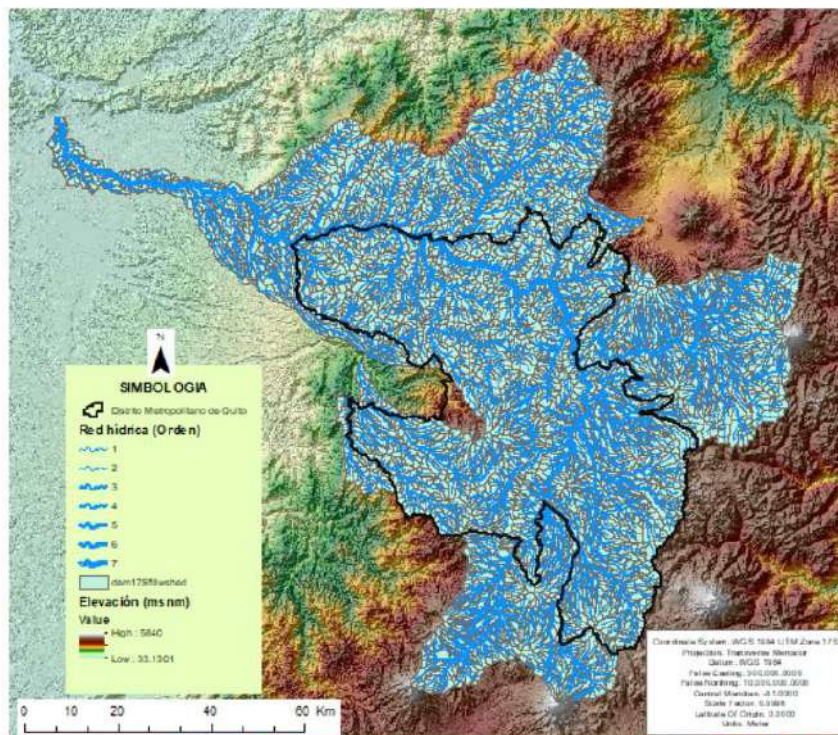 N
SIMBOLOGIA
Distrito Metropolitano de Quito
Red hídrica (Orden)
1
2
3
4
5
6
7
dem17Sfillwshed
Elevación (msnm)
Value
High : 5840
Low : 33.1301
0 10 20 40 60 Km
Coordinate System: WGS 1984 UTM Zone 17S
Projection: Transverse Mercator
Datum: WGS 1984
False Easting: 500,000.0000
False Northing: 10,000,000.0000
Central Meridian: -81.0000
Scale Factor: 0.9996
Latitude Of Origin: 0.0000
Units: Meter